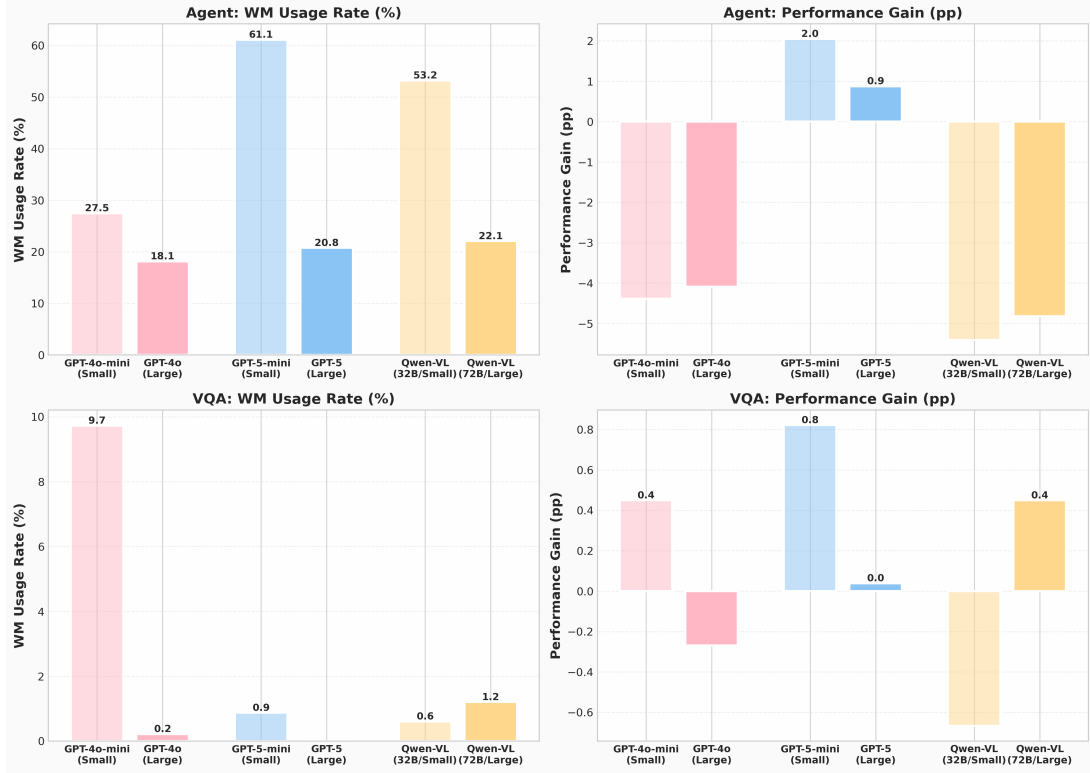 Agent: WM Usage Rate (%)
WM Usage Rate (%)
60
50
40
30
20
10
0
27.5
18.1
61.1
20.8
53.2
22.1
GPT-4o-mini
(Small)
GPT-4o
(Large)
GPT-5-mini
(Small)
GPT-5
(Large)
Qwen-VL
(32B/Small)
Qwen-VL
(72B/Large)
Agent: Performance Gain (pp)
Performance Gain (pp)
2
1
0
−1
−2
−3
−4
−5
2.0
0.9
GPT-4o-mini
(Small)
GPT-4o
(Large)
GPT-5-mini
(Small)
GPT-5
(Large)
Qwen-VL
(32B/Small)
Qwen-VL
(72B/Large)
VQA: WM Usage Rate (%)
WM Usage Rate (%)
10
8
6
4
2
0
9.7
0.2
0.9
0.6
1.2
GPT-4o-mini
(Small)
GPT-4o
(Large)
GPT-5-mini
(Small)
GPT-5
(Large)
Qwen-VL
(32B/Small)
Qwen-VL
(72B/Large)
VQA: Performance Gain (pp)
Performance Gain (pp)
0.8
0.6
0.4
0.2
0.0
−0.2
−0.4
−0.6
0.4
0.8
0.0
0.4
GPT-4o-mini
(Small)
GPT-4o
(Large)
GPT-5-mini
(Small)
GPT-5
(Large)
Qwen-VL
(32B/Small)
Qwen-VL
(72B/Large)